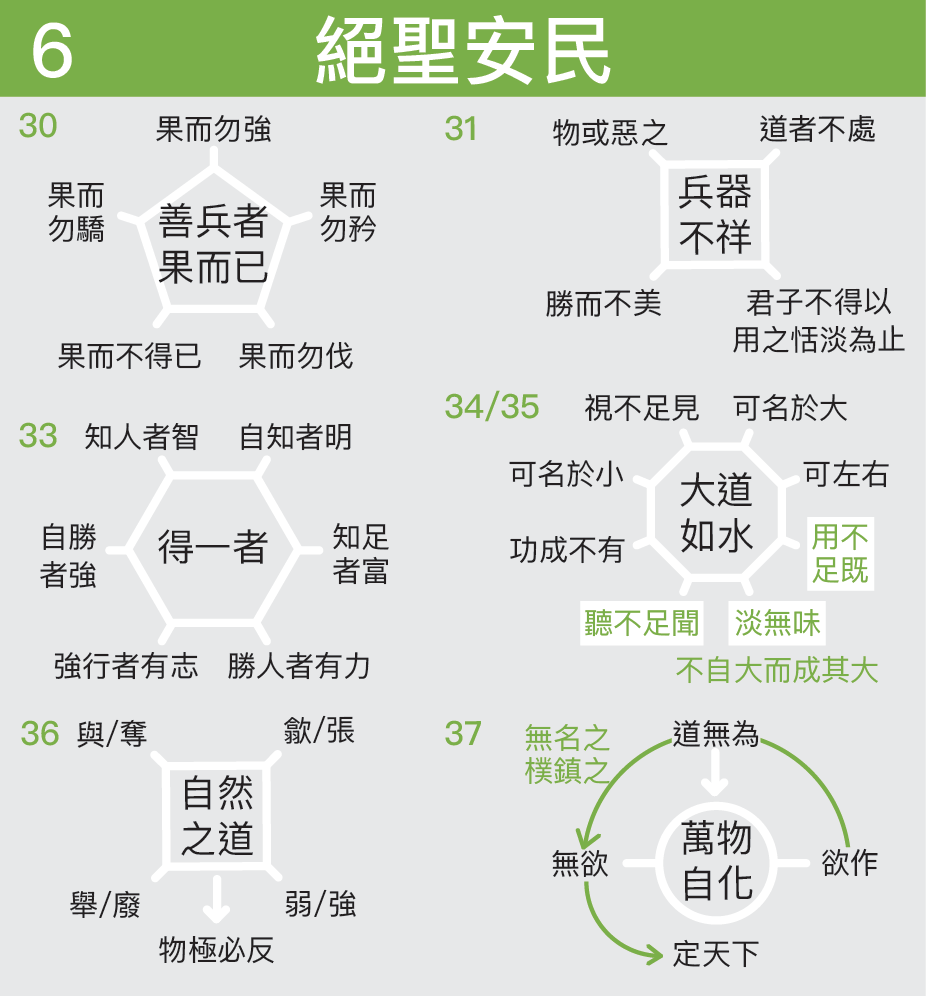 6
絕聖安民
30
果而勿強
果而
勿驕
果而
勿矜
善兵者
果而已
果而不得已
果而勿伐
31
物或惡之
道者不處
兵器
不祥
勝而不美
君子不得以
用之恬淡為止
33
知人者智
自知者明
自勝
者強
得一者
知足
者富
強行者有志
勝人者有力
34/35
視不足見
可名於大
可名於小
可左右
大道
如水
功成不有
用不
足既
聽不足聞
淡無味
不自大而成其大
36
與/奪
歙/張
自然
之道
舉/廢
弱/強
物極必反
37
無名之
樸鎮之
道無為
萬物
自化
無欲
欲作
定天下